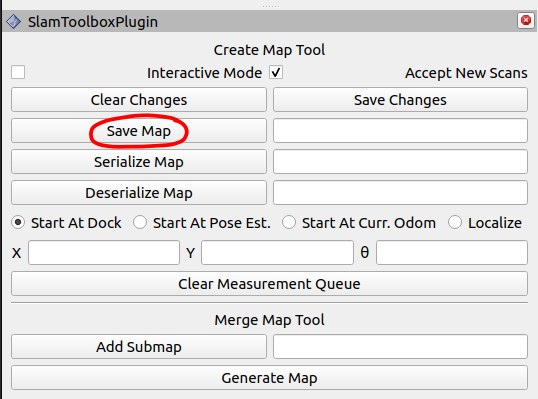 SlamToolboxPlugin
Create Map Tool
Interactive Mode Accept New Scans
Clear Changes Save Changes
Save Map
Serialize Map
Deserialize Map
Start At Dock Start At Pose Est. Start At Curr. Odom Localize
X Y θ
Clear Measurement Queue
Merge Map Tool
Add Submap
Generate Map